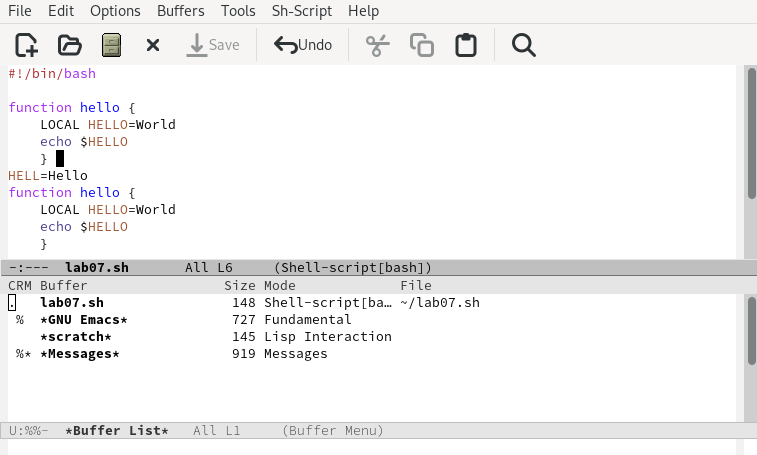 File Edit Options Buffers Tools Sh-Script Help
Save Undo
#!/bin/bash
function hello {
    LOCAL HELLO=World
    echo $HELLO
    }
HELL=Hello
function hello {
    LOCAL HELLO=World
    echo $HELLO
    }
-:---  lab07.sh       All L6     (Shell-script[bash])
CRM Buffer                 Size Mode             File
.   lab07.sh                148 Shell-script[ba… ~/lab07.sh
 %  *GNU Emacs*             727 Fundamental
    *scratch*               145 Lisp Interaction
 %* *Messages*              919 Messages
U:%%-  *Buffer List*   All L1     (Buffer Menu)